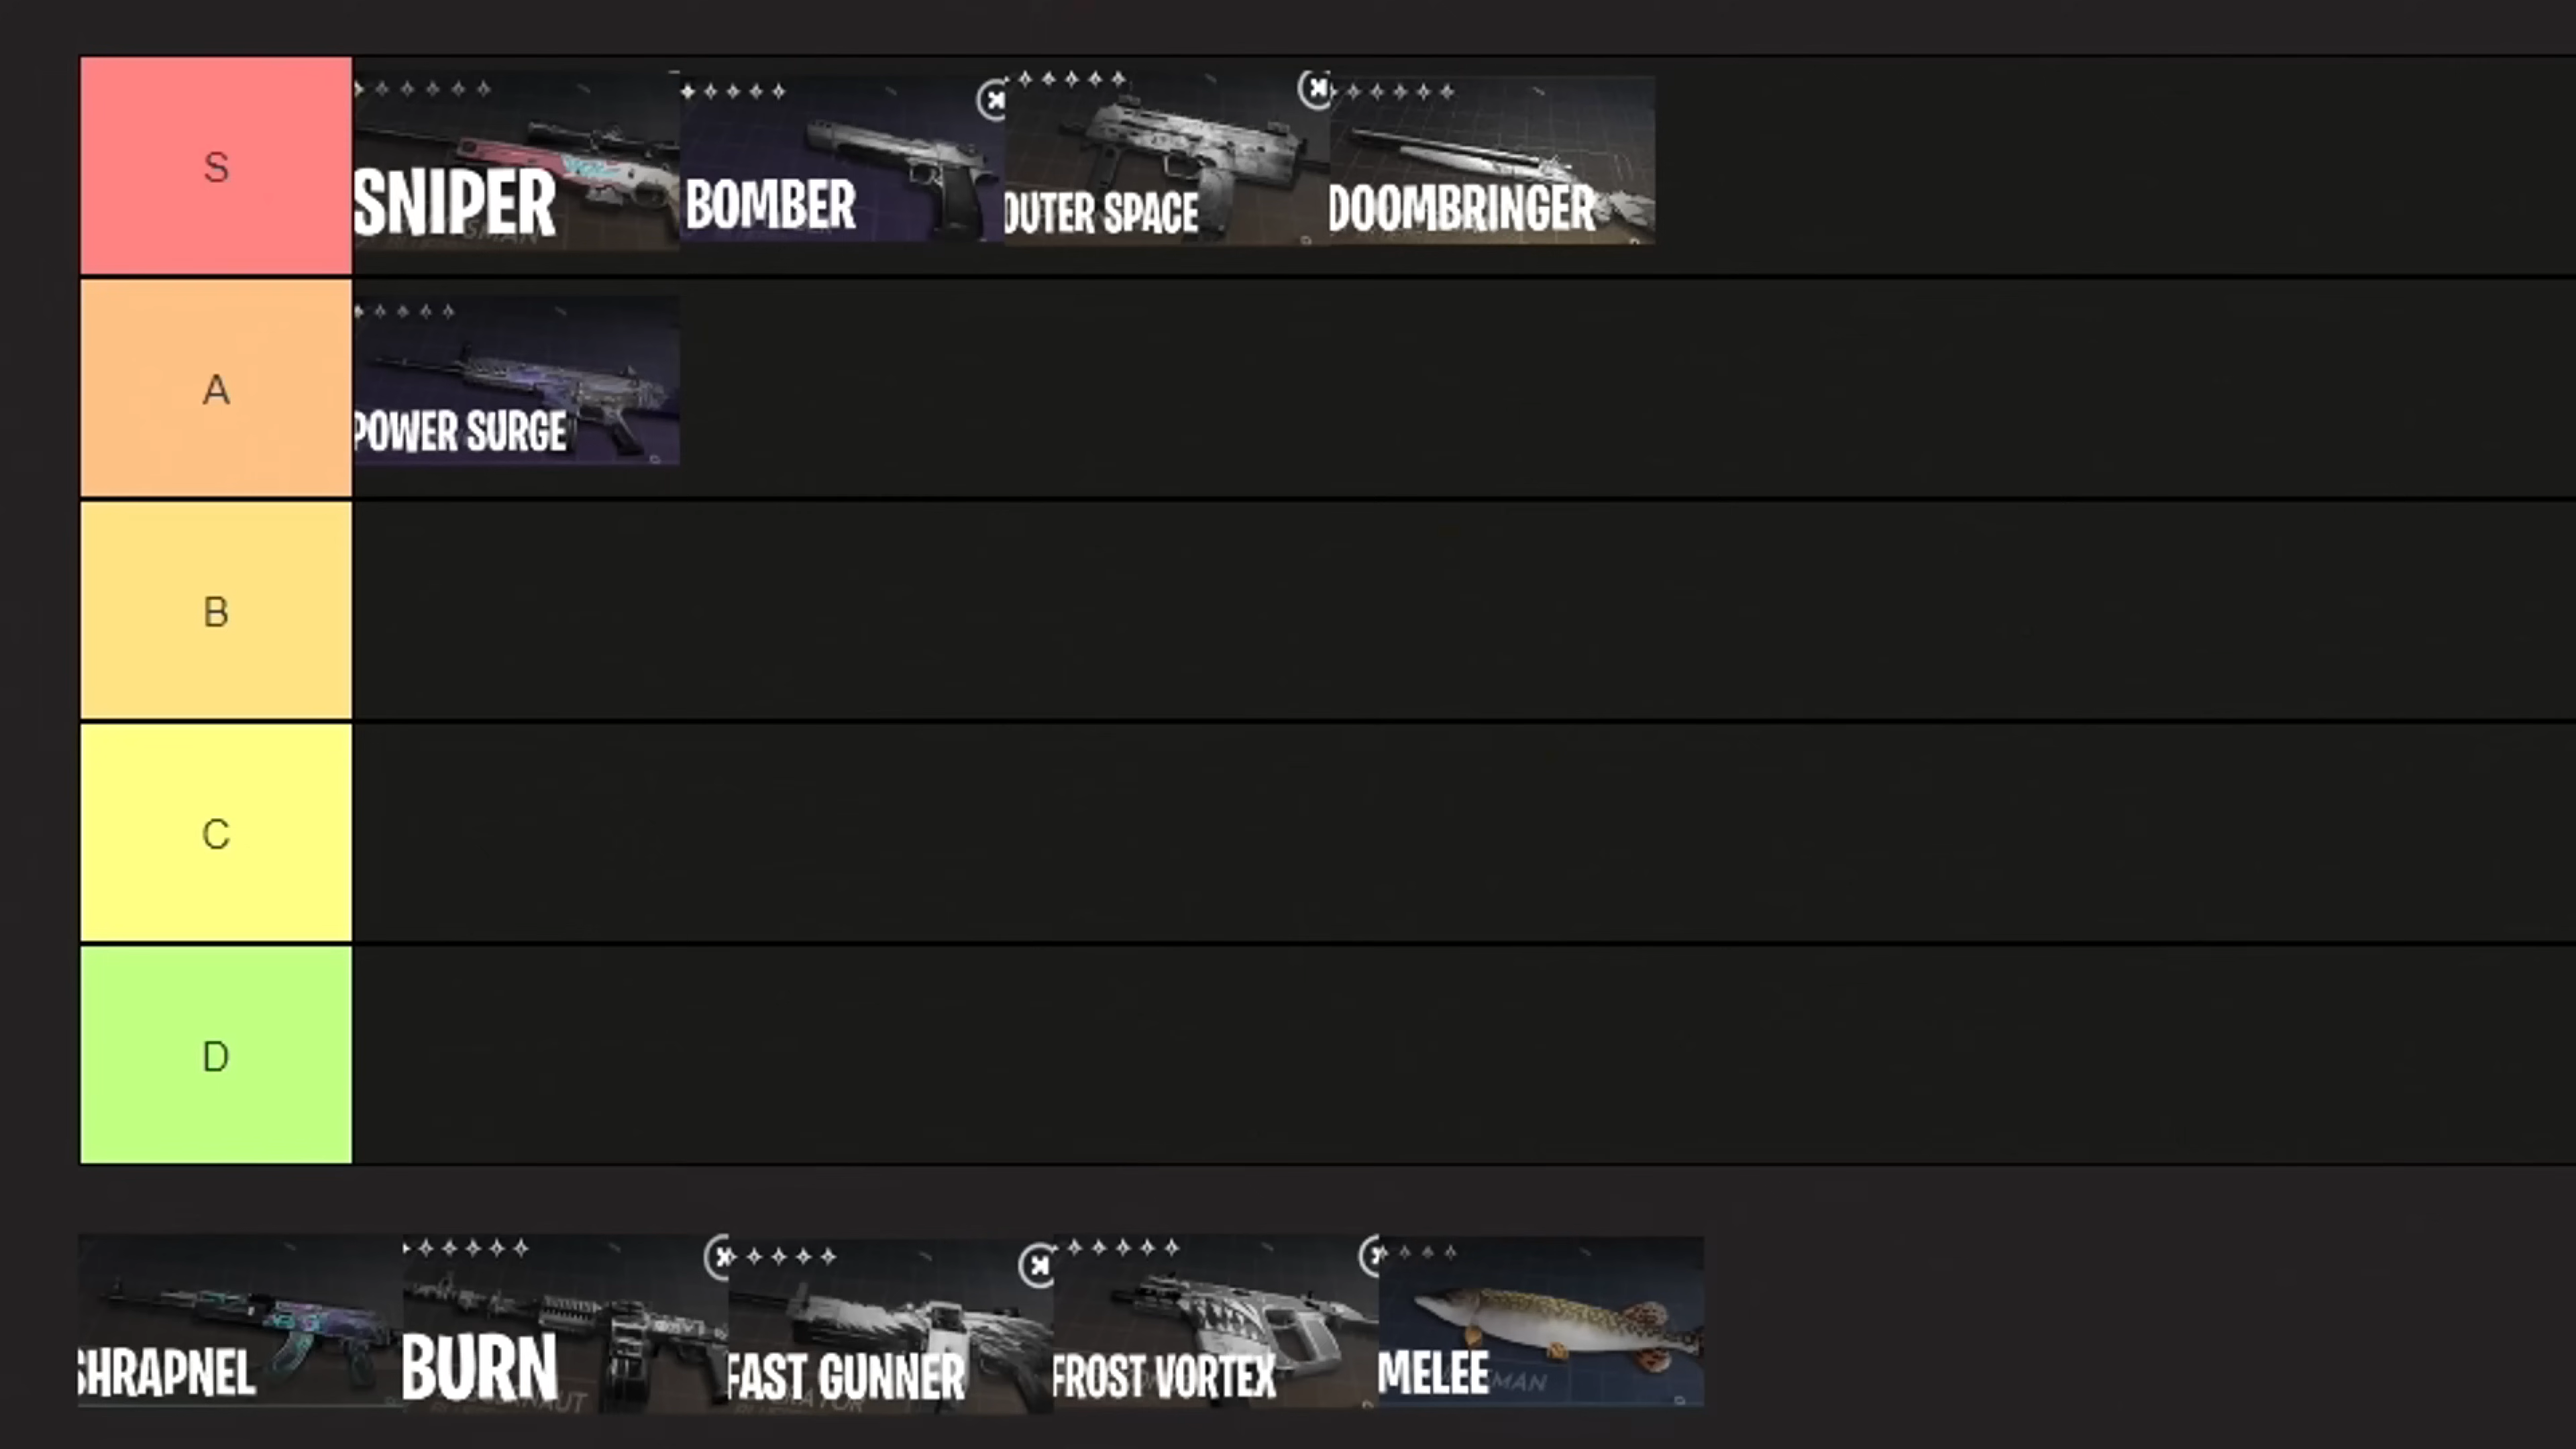 S
SNIPER
BOMBER
OUTER SPACE
DOOMBRINGER
A
POWER SURGE
B
C
D
SHRAPNEL
BURN
FAST GUNNER
FROST VORTEX
MELEE